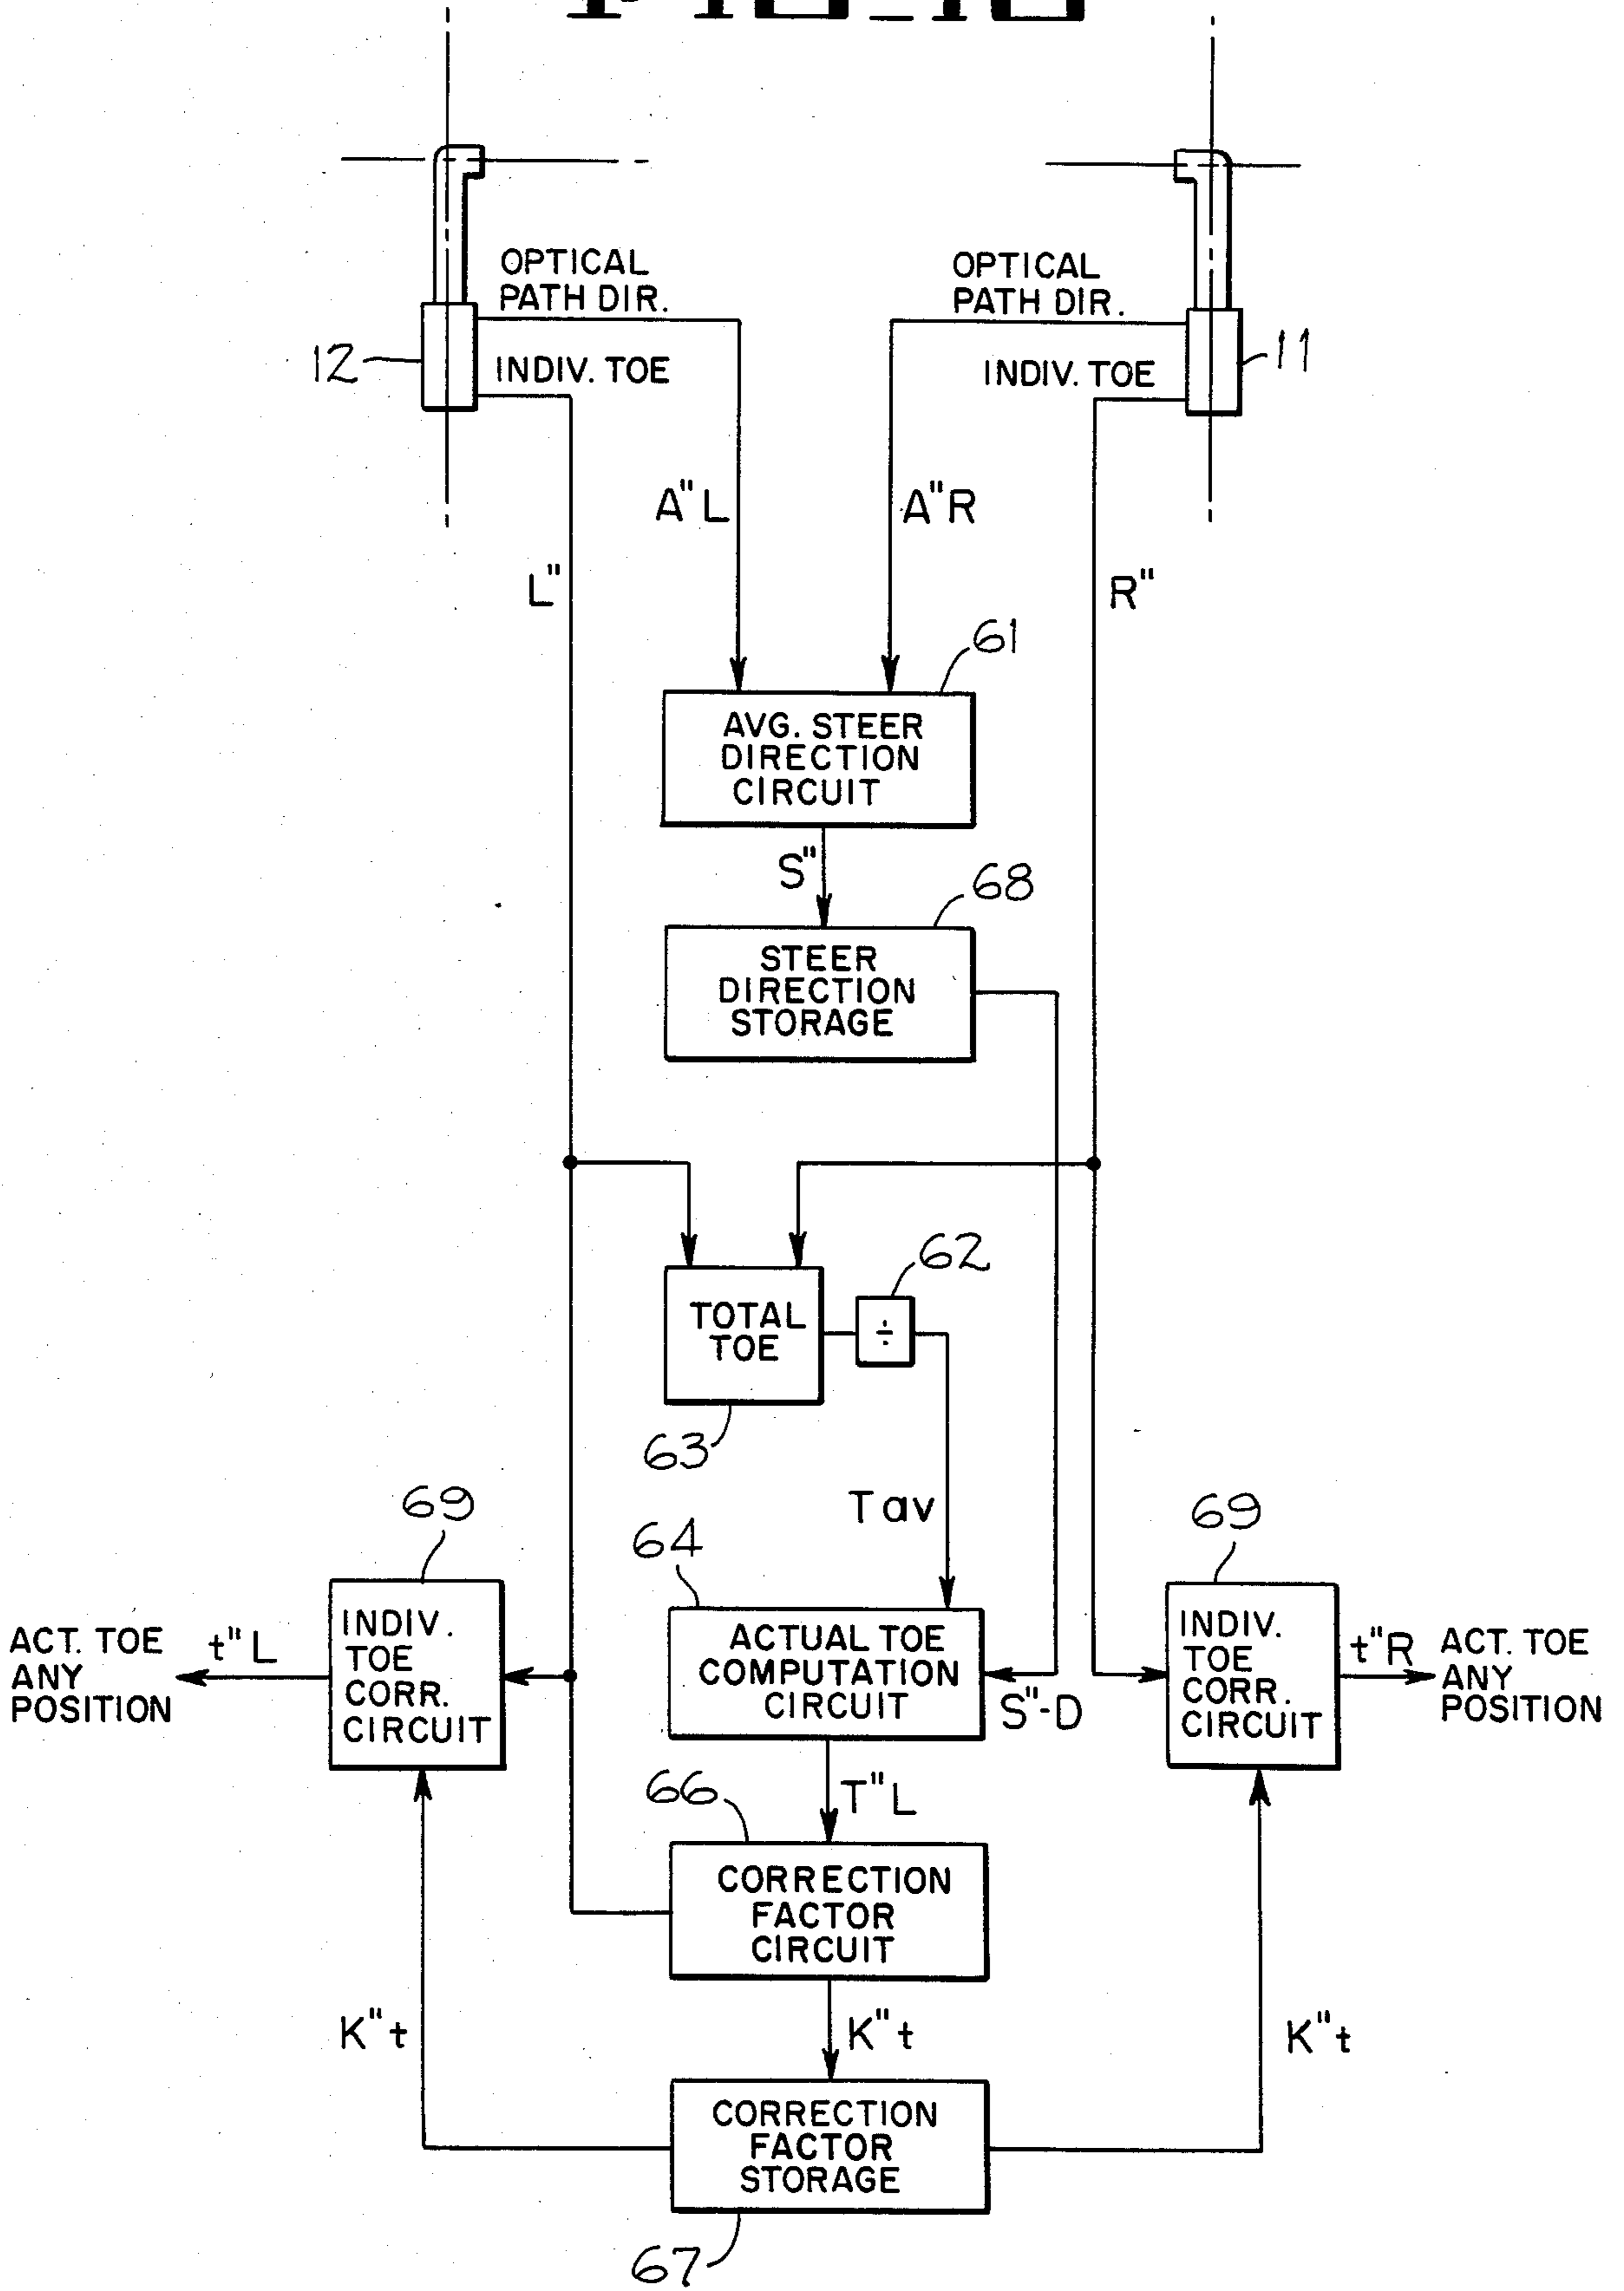 OPTICAL
PATH DIR.
OPTICAL
PATH DIR.
12
INDIV. TOE
INDIV. TOE
11
A"L
A"R
L"
R"
61
AVG. STEER
DIRECTION
CIRCUIT
S"
68
STEER
DIRECTION
STORAGE
62
TOTAL
TOE
÷
63
Tav
69
64
69
INDIV.
TOE
CORR.
CIRCUIT
ACT. TOE
ANY
POSITION
t"L
ACTUAL TOE
COMPUTATION
CIRCUIT
S"-D
INDIV.
TOE
CORR.
CIRCUIT
t"R
ACT. TOE
ANY
POSITION
66
T"L
CORRECTION
FACTOR
CIRCUIT
K"t
K"t
K"t
CORRECTION
FACTOR
STORAGE
67